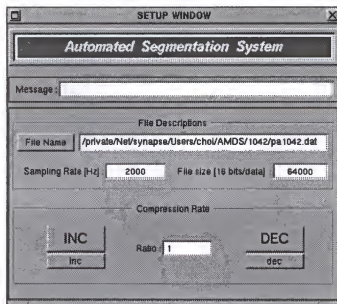 SETUP WINDOW
Automated Segmentation System
Message :
File Descriptions
File Name /private/Net/synapse/Users/choi/AMDS/1042/pa1042.dat
Sampling Rate [Hz] : 2000 File size [16 bits/data] : 64000
Compression Rate
INC Ratio : 1 DEC
inc dec